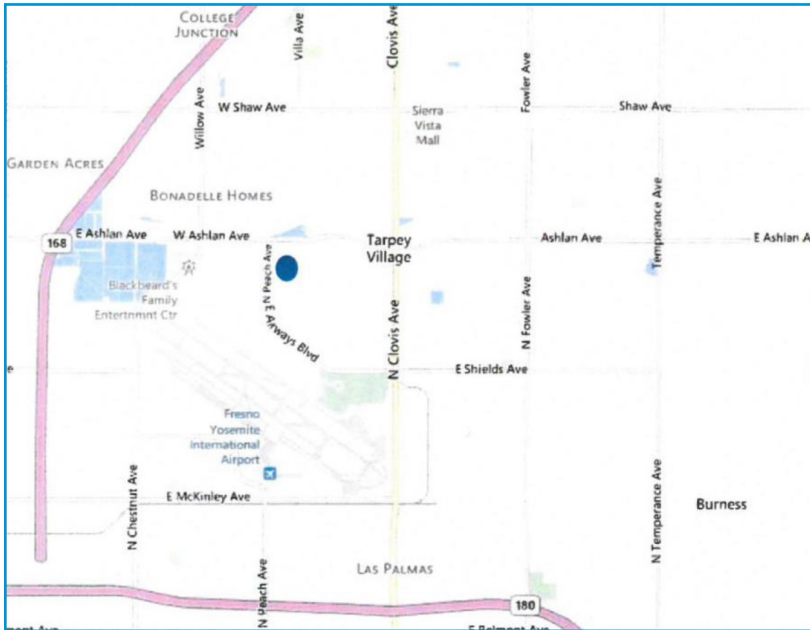 COLLEGE
JUNCTION
Villa Ave
Clovis Ave
Willow Ave
W Shaw Ave
Sierra
Vista
Mall
Fowler Ave
Shaw Ave
GARDEN ACRES
BONADELLE HOMES
Temperance Ave
168
E Ashlan Ave
W Ashlan Ave
Tarpey
Village
Ashlan Ave
E Ashlan A
N Peach Ave
Blackbeard's
Family
Entertnmnt Ctr
E Airways Blvd
N Clovis Ave
N Fowler Ave
e
E Shields Ave
Fresno
Yosemite
International
Airport
N Chestnut Ave
E McKinley Ave
N Temperance Ave
Burness
N Peach Ave
LAS PALMAS
180
E Belmont Ave